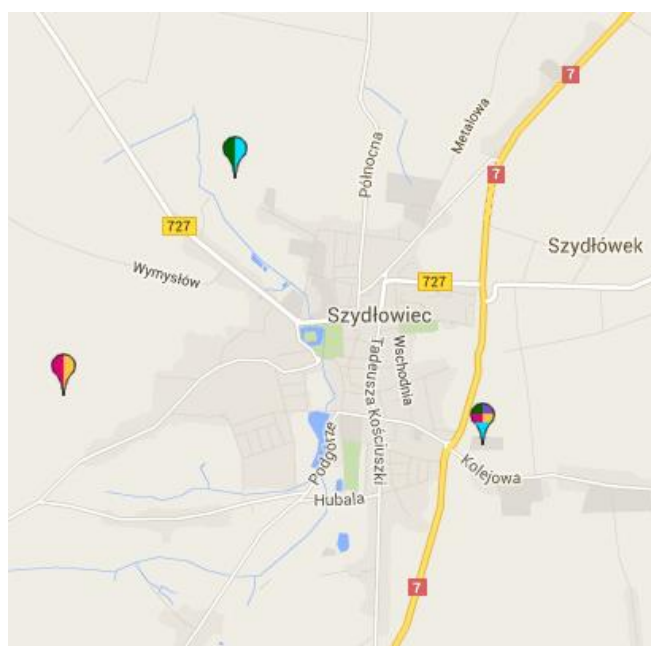 7
Metalowa
Północna
7
727
Szydłówek
Wymysłów
727
Szydłowiec
Wschodnia
Tadeusza Kościuszki
Podgórze
Kolejowa
Hubala
7